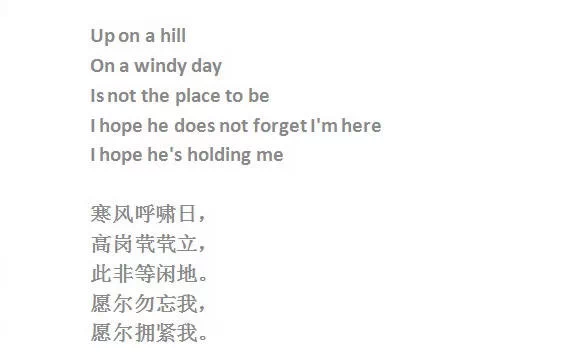 Up on a hill
On a windy day
Is not the place to be
I hope he does not forget I'm here
I hope he's holding me
寒风呼啸日，
高岗茕茕立，
此非等闲地。
愿尔勿忘我，
愿尔拥紧我。